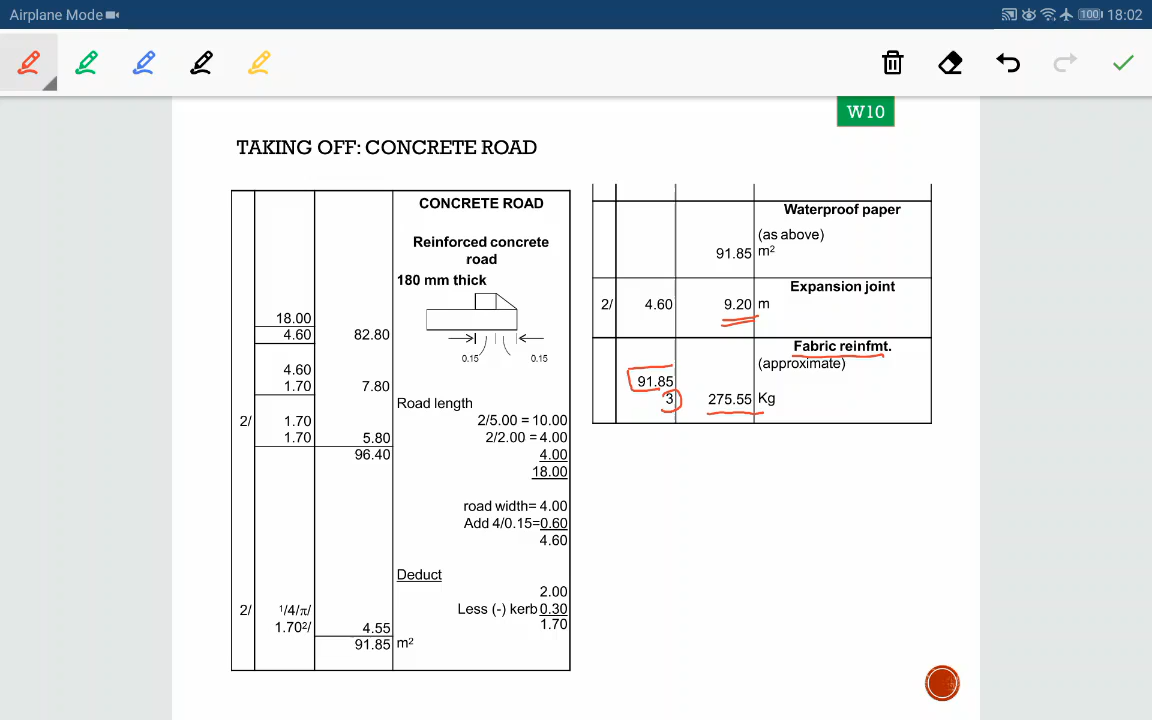 Airplane Mode
100 18:02
W10
TAKING OFF: CONCRETE ROAD
CONCRETE ROAD
Reinforced concrete
road
180 mm thick
18.00
4.60 82.80
0.15 0.15
4.60
1.70 7.80
Road length
2/ 1.70 2/5.00 = 10.00
1.70 5.80 2/2.00 = 4.00
96.40 4.00
18.00
road width= 4.00
Add 4/0.15=0.60
4.60
Deduct
2.00
2/ 1/4/π/ Less (-) kerb 0.30
1.70²/ 4.55 1.70
91.85 m²
Waterproof paper
(as above)
91.85 m²
Expansion joint
2/ 4.60 9.20 m
Fabric reinfmt.
(approximate)
91.85
3 275.55 Kg